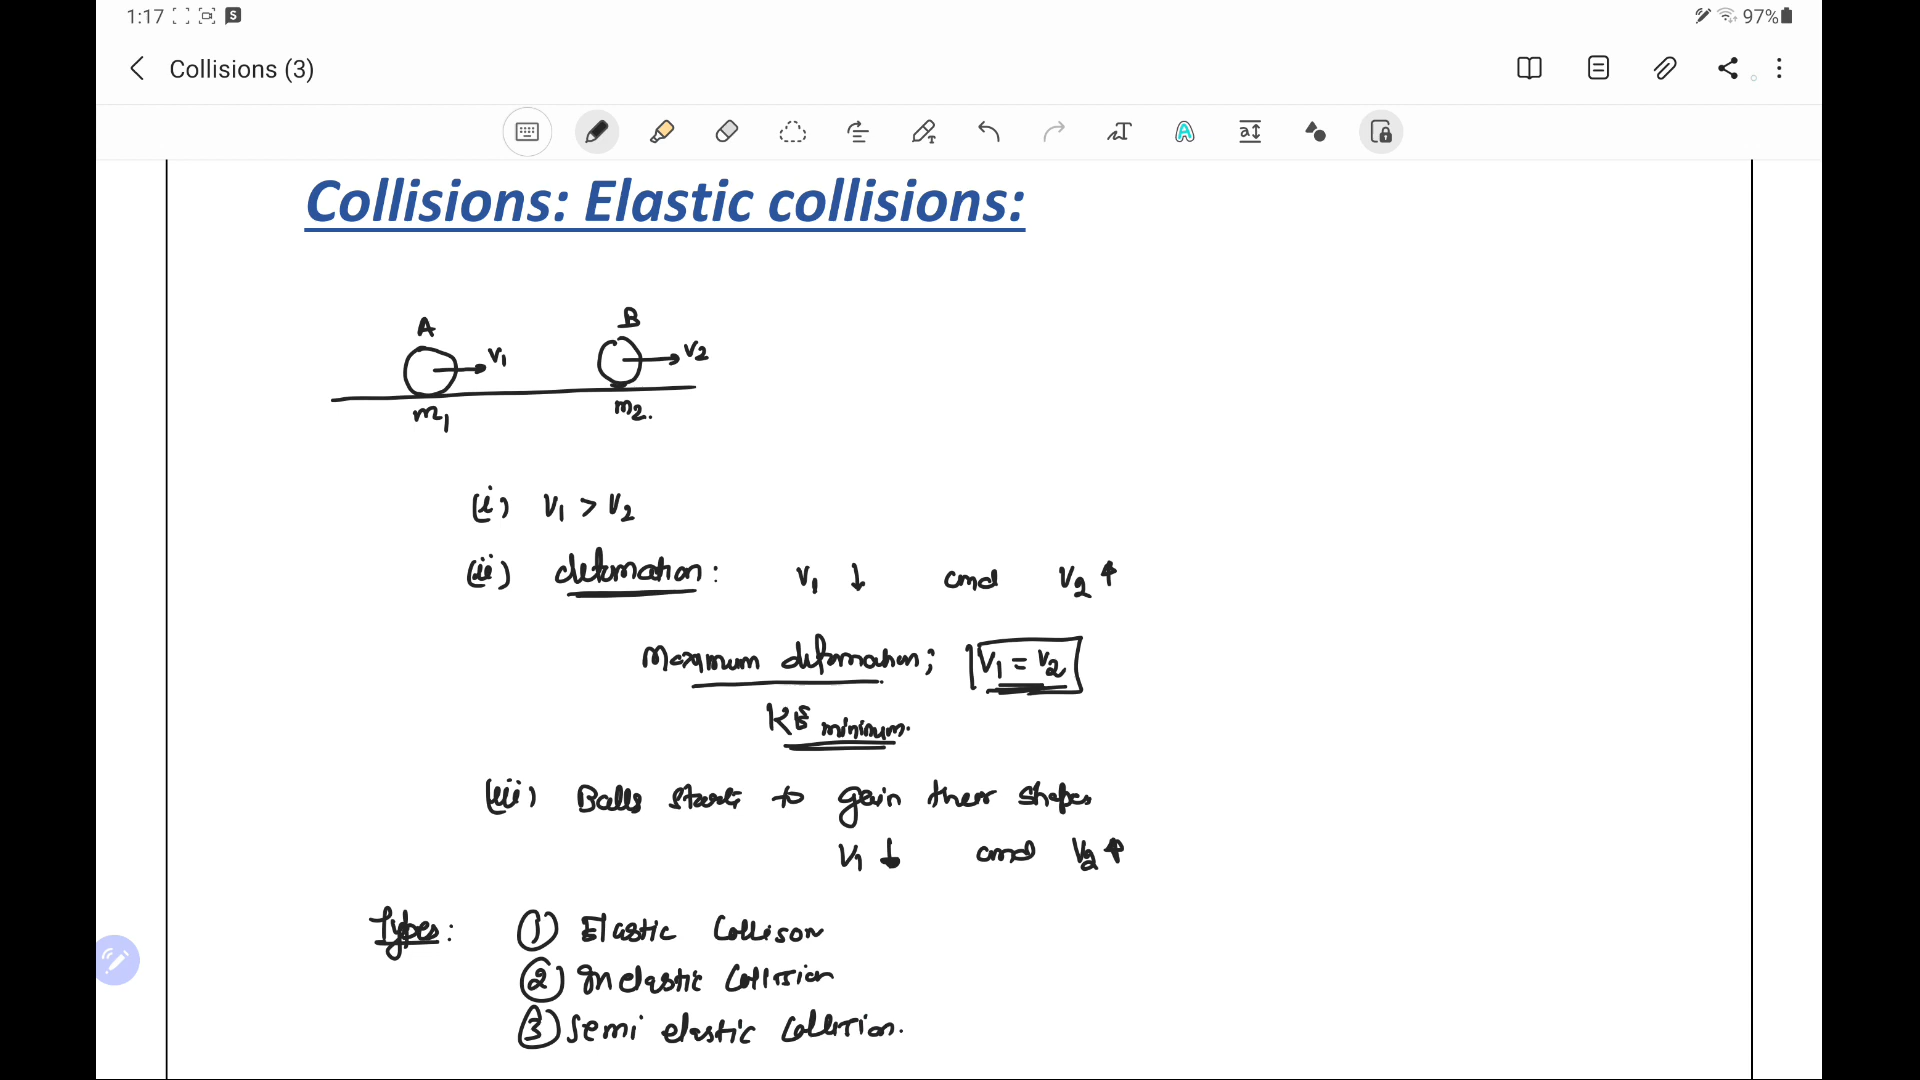 1:17 S 97%
Collisions (3)
Collisions: Elastic collisions:
A B
V1 V2
m1 m2.
(i) V1 > V2
(ii) deformation: V1 ↓ and V2 ↑
Maximum deformation; V1 = V2
KE minimum.
(iii) Balls starts to gain their shapes
V1 ↓ and V2 ↑
Types: ① Elastic Collison
② Inelastic Collision
③ Semi elastic Collision.